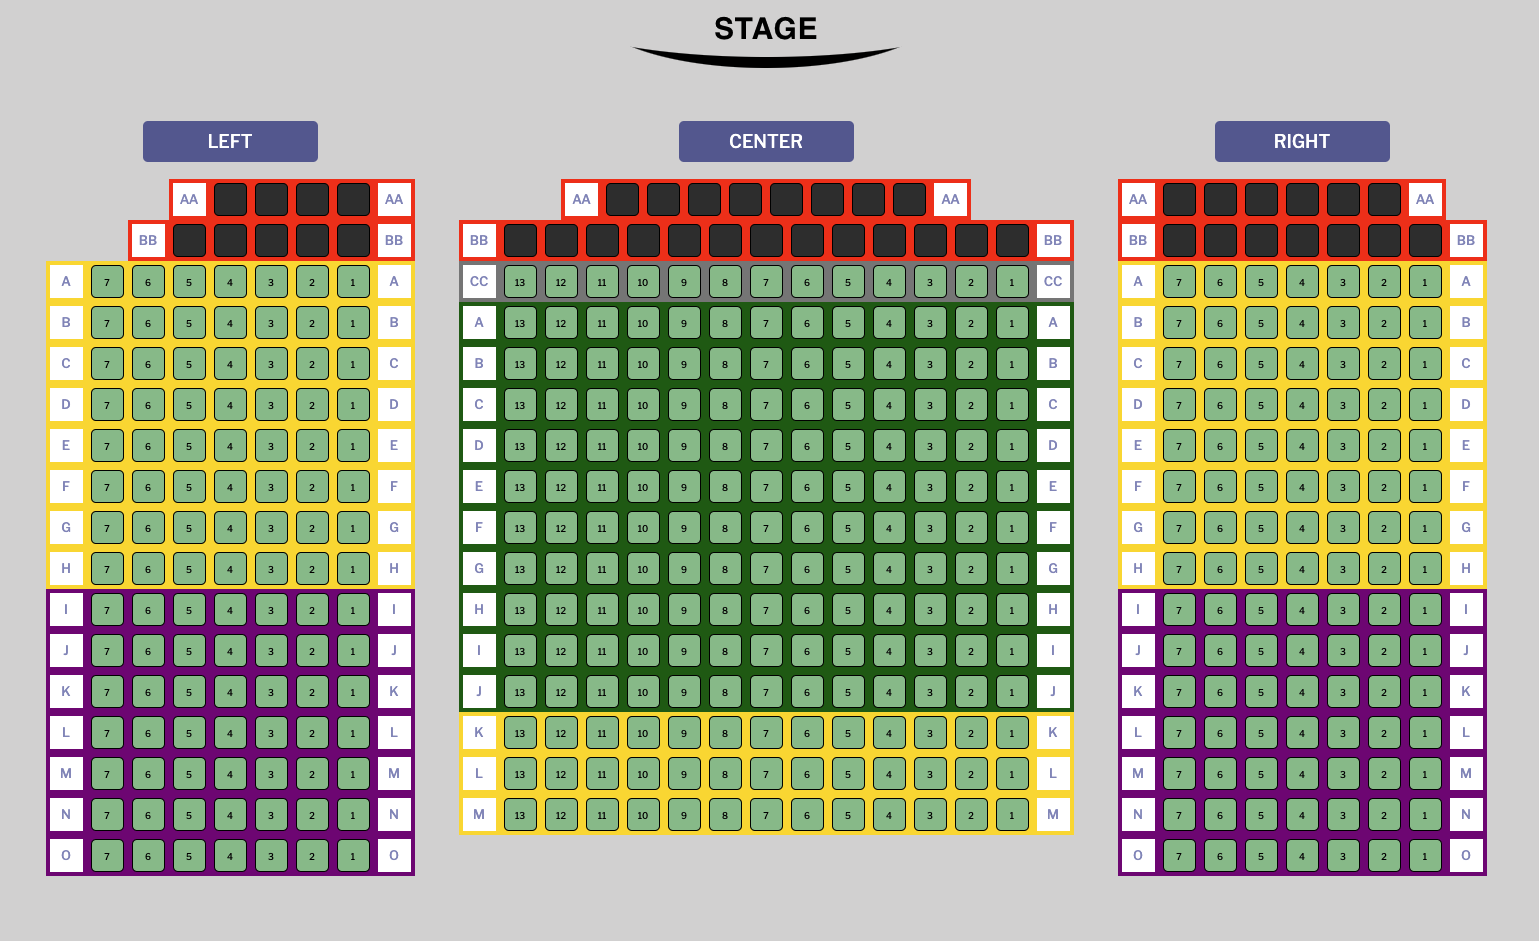 STAGE
LEFT CENTER RIGHT
AA AA AA AA AA AA
BB BB BB BB BB BB
A 7 6 5 4 3 2 1 A CC 13 12 11 10 9 8 7 6 5 4 3 2 1 CC A 7 6 5 4 3 2 1 A
B 7 6 5 4 3 2 1 B A 13 12 11 10 9 8 7 6 5 4 3 2 1 A B 7 6 5 4 3 2 1 B
C 7 6 5 4 3 2 1 C B 13 12 11 10 9 8 7 6 5 4 3 2 1 B C 7 6 5 4 3 2 1 C
D 7 6 5 4 3 2 1 D C 13 12 11 10 9 8 7 6 5 4 3 2 1 C D 7 6 5 4 3 2 1 D
E 7 6 5 4 3 2 1 E D 13 12 11 10 9 8 7 6 5 4 3 2 1 D E 7 6 5 4 3 2 1 E
F 7 6 5 4 3 2 1 F E 13 12 11 10 9 8 7 6 5 4 3 2 1 E F 7 6 5 4 3 2 1 F
G 7 6 5 4 3 2 1 G F 13 12 11 10 9 8 7 6 5 4 3 2 1 F G 7 6 5 4 3 2 1 G
H 7 6 5 4 3 2 1 H G 13 12 11 10 9 8 7 6 5 4 3 2 1 G H 7 6 5 4 3 2 1 H
I 7 6 5 4 3 2 1 I H 13 12 11 10 9 8 7 6 5 4 3 2 1 H I 7 6 5 4 3 2 1 I
J 7 6 5 4 3 2 1 J I 13 12 11 10 9 8 7 6 5 4 3 2 1 I J 7 6 5 4 3 2 1 J
K 7 6 5 4 3 2 1 K J 13 12 11 10 9 8 7 6 5 4 3 2 1 J K 7 6 5 4 3 2 1 K
L 7 6 5 4 3 2 1 L K 13 12 11 10 9 8 7 6 5 4 3 2 1 K L 7 6 5 4 3 2 1 L
M 7 6 5 4 3 2 1 M L 13 12 11 10 9 8 7 6 5 4 3 2 1 L M 7 6 5 4 3 2 1 M
N 7 6 5 4 3 2 1 N M 13 12 11 10 9 8 7 6 5 4 3 2 1 M N 7 6 5 4 3 2 1 N
O 7 6 5 4 3 2 1 O O 7 6 5 4 3 2 1 O